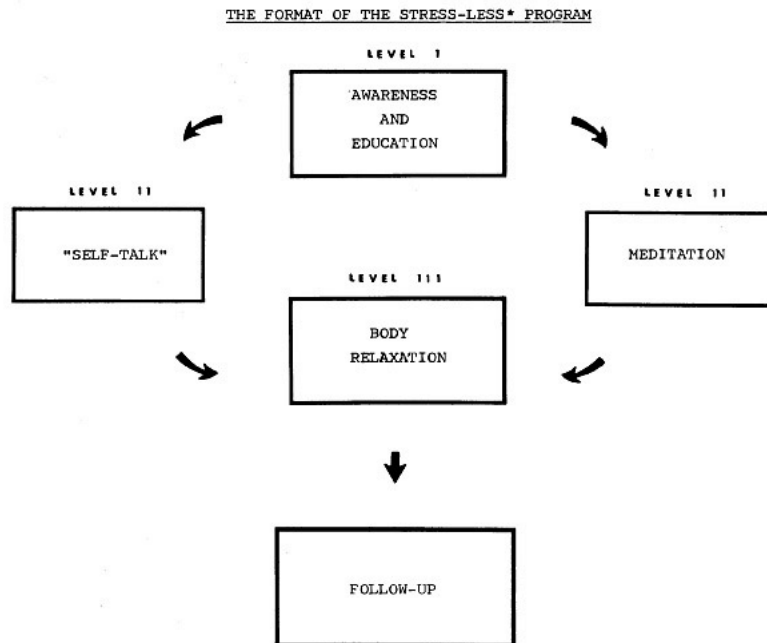 THE FORMAT OF THE STRESS-LESS* PROGRAM
LEVEL I
AWARENESS
AND
EDUCATION
LEVEL II
"SELF-TALK"
LEVEL II
MEDITATION
LEVEL III
BODY
RELAXATION
FOLLOW-UP